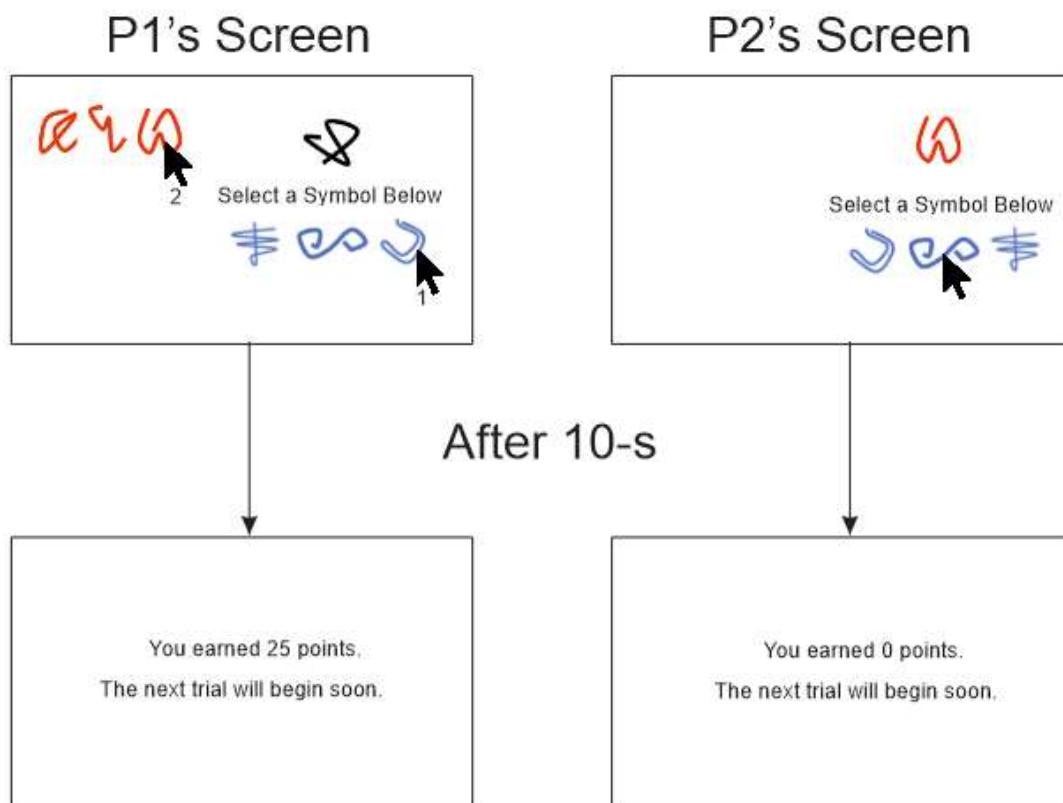 P1's Screen
P2's Screen
2
Select a Symbol Below
1
Select a Symbol Below
After 10-s
You earned 25 points.
The next trial will begin soon.
You earned 0 points.
The next trial will begin soon.